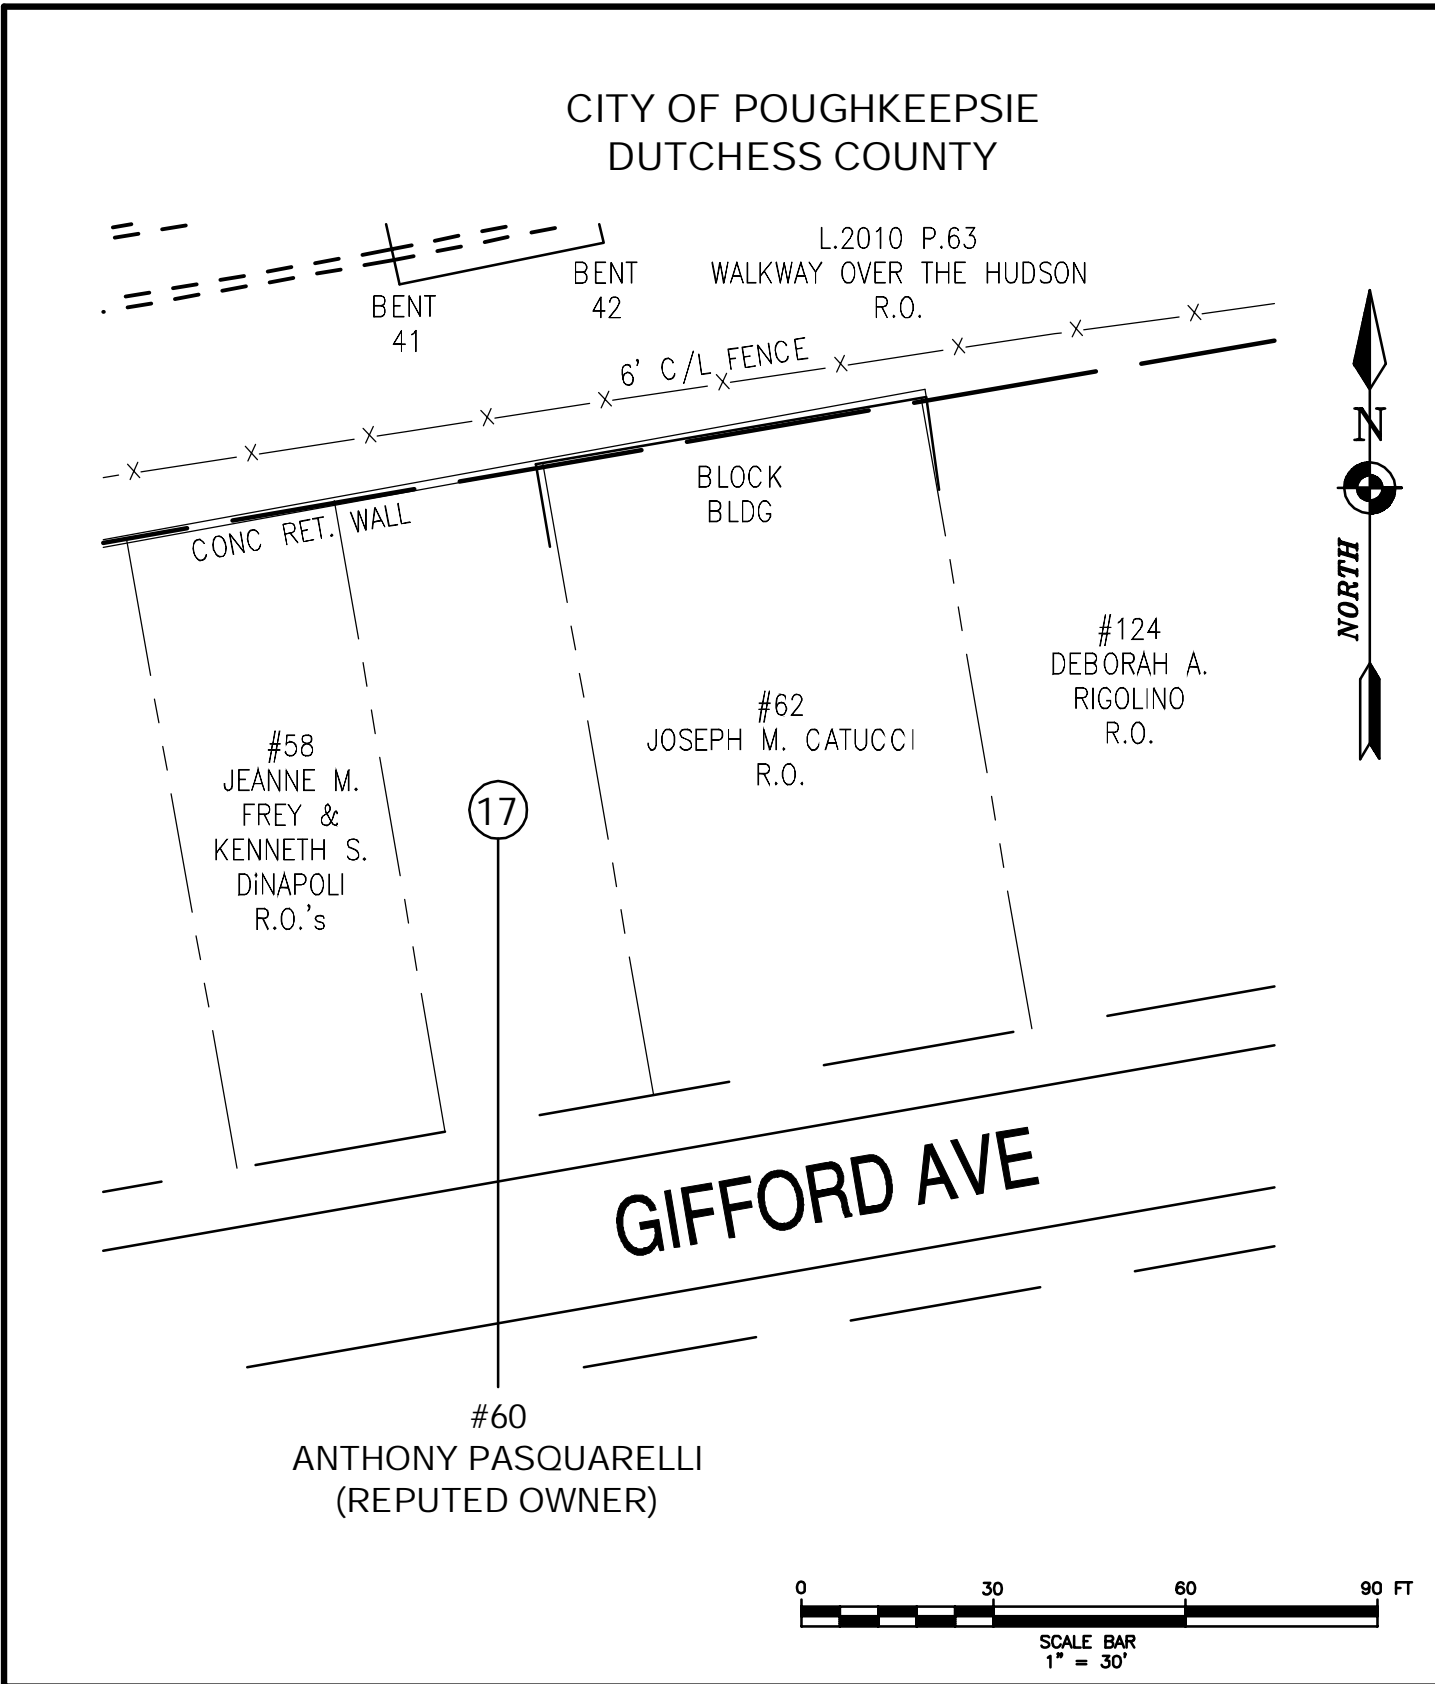 CITY OF POUGHKEEPSIE
DUTCHESS COUNTY
L.2010 P.63
WALKWAY OVER THE HUDSON
R.O.
BENT
41
BENT
42
6' C/L FENCE
CONC RET. WALL
BLOCK
BLDG
N
NORTH
#124
DEBORAH A.
RIGOLINO
R.O.
#62
JOSEPH M. CATUCCI
R.O.
#58
JEANNE M.
FREY &
KENNETH S.
DiNAPOLI
R.O.'s
17
GIFFORD AVE
#60
ANTHONY PASQUARELLI
(REPUTED OWNER)
0 30 60 90 FT
SCALE BAR
1" = 30'